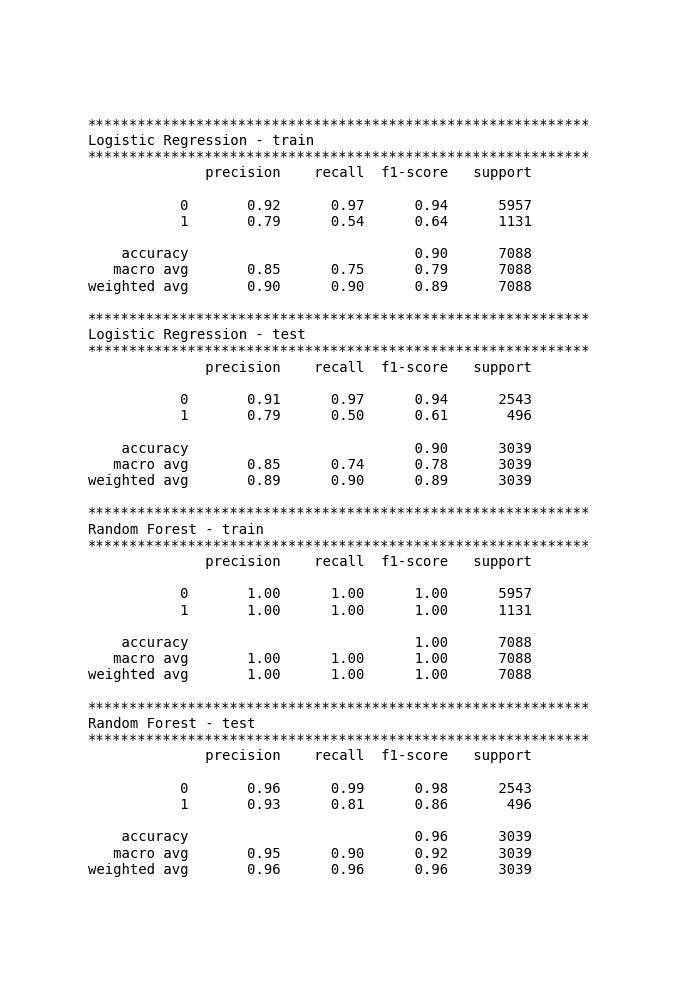 ************************************************************
Logistic Regression - train
************************************************************
              precision    recall  f1-score   support

           0       0.92      0.97      0.94      5957
           1       0.79      0.54      0.64      1131

    accuracy                           0.90      7088
   macro avg       0.85      0.75      0.79      7088
weighted avg       0.90      0.90      0.89      7088

************************************************************
Logistic Regression - test
************************************************************
              precision    recall  f1-score   support

           0       0.91      0.97      0.94      2543
           1       0.79      0.50      0.61       496

    accuracy                           0.90      3039
   macro avg       0.85      0.74      0.78      3039
weighted avg       0.89      0.90      0.89      3039

************************************************************
Random Forest - train
************************************************************
              precision    recall  f1-score   support

           0       1.00      1.00      1.00      5957
           1       1.00      1.00      1.00      1131

    accuracy                           1.00      7088
   macro avg       1.00      1.00      1.00      7088
weighted avg       1.00      1.00      1.00      7088

************************************************************
Random Forest - test
************************************************************
              precision    recall  f1-score   support

           0       0.96      0.99      0.98      2543
           1       0.93      0.81      0.86       496

    accuracy                           0.96      3039
   macro avg       0.95      0.90      0.92      3039
weighted avg       0.96      0.96      0.96      3039